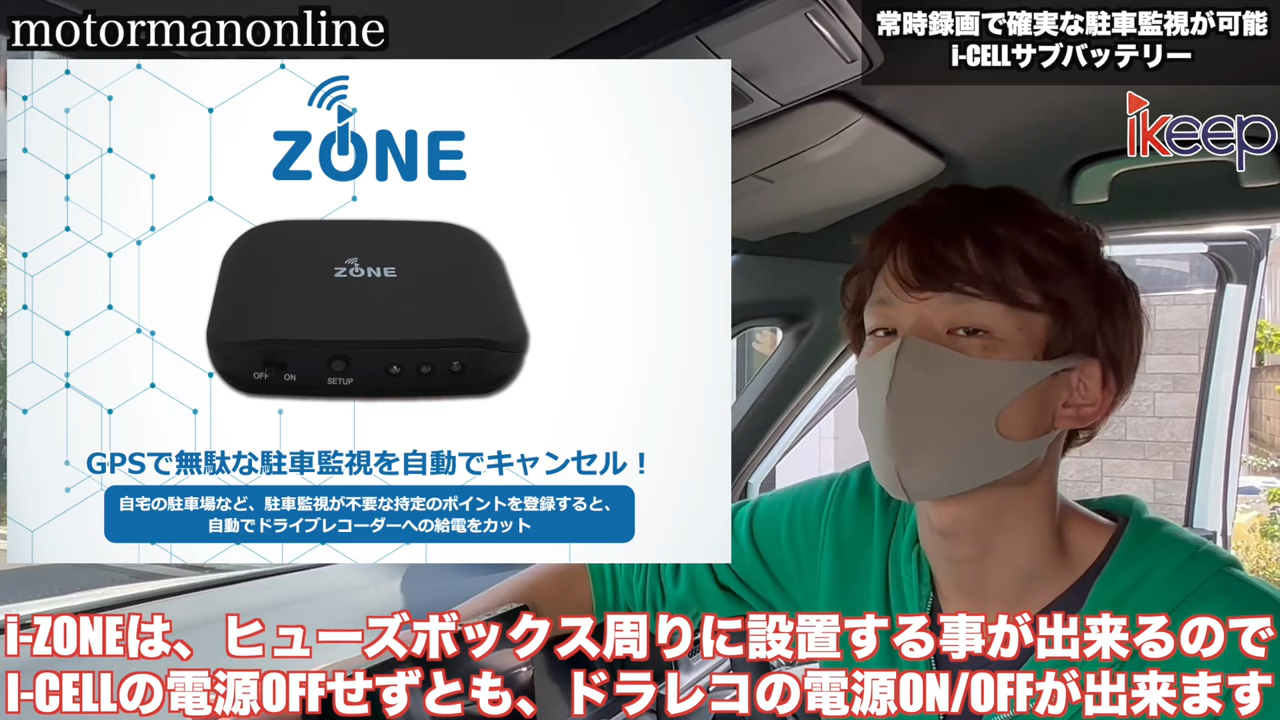 motormanonline
常時録画で確実な駐車監視が可能
i-CELLサブバッテリー
ikeep
ZONE
ZONE
OFF ON SETUP
GPSで無駄な駐車監視を自動でキャンセル！
自宅の駐車場など、駐車監視が不要な特定のポイントを登録すると、
自動でドライブレコーダーへの給電をカット
i-ZONEは、ヒューズボックス周りに設置する事が出来るので
i-CELLの電源OFFせずとも、ドラレコの電源ON/OFFが出来ます